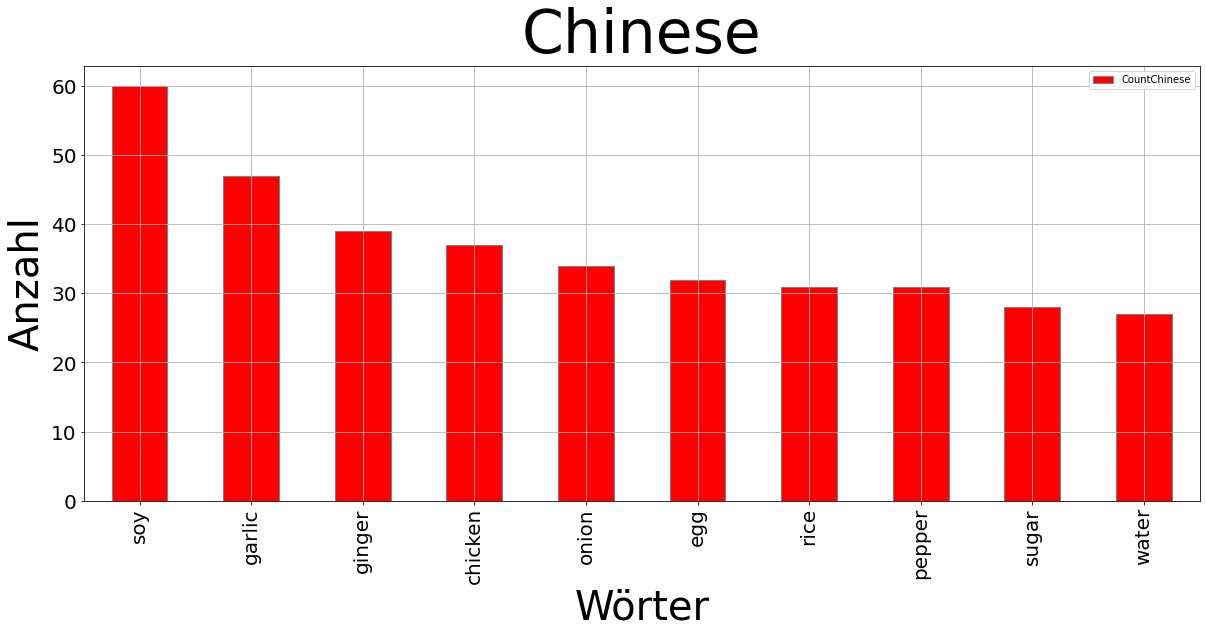 Chinese
CountChinese
60
50
40
30
20
10
0
Anzahl
soy
garlic
ginger
chicken
onion
egg
rice
pepper
sugar
water
Wörter